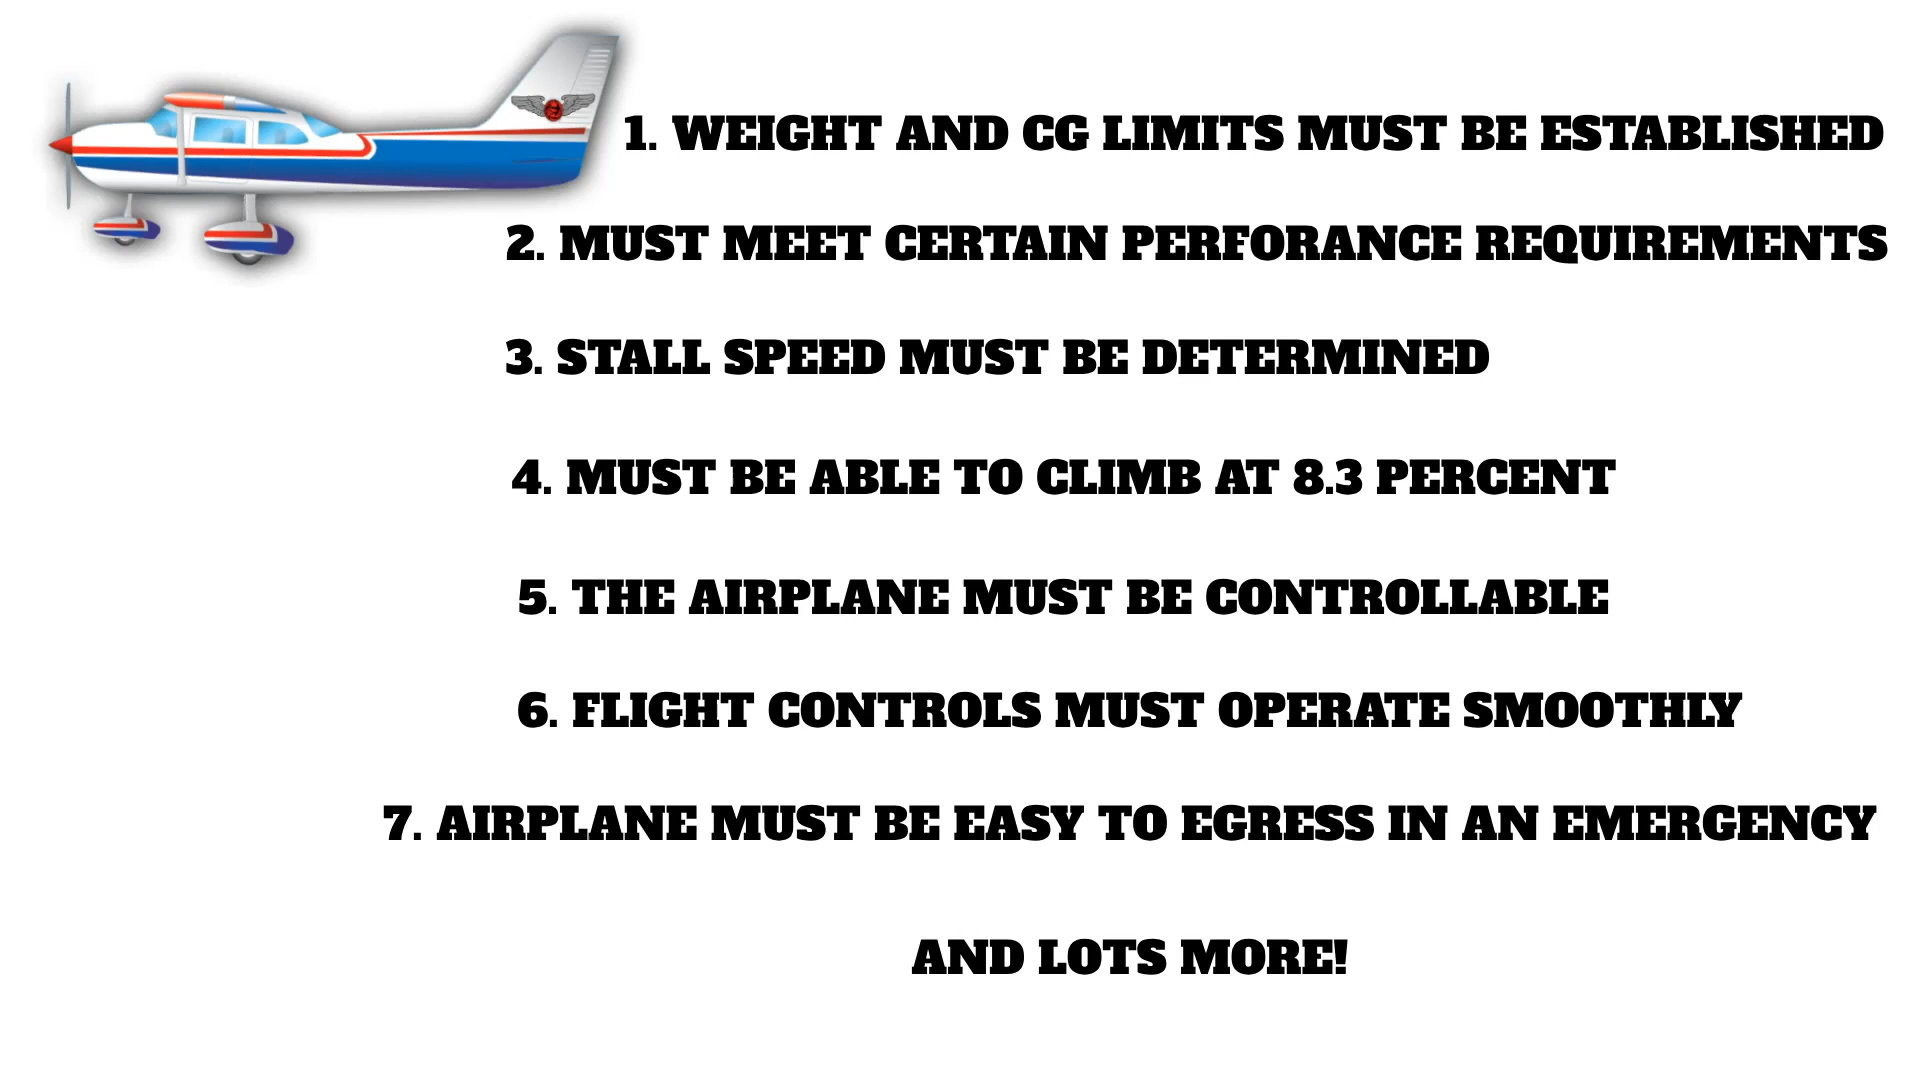 1. WEIGHT AND CG LIMITS MUST BE ESTABLISHED
2. MUST MEET CERTAIN PERFORANCE REQUIREMENTS
3. STALL SPEED MUST BE DETERMINED
4. MUST BE ABLE TO CLIMB AT 8.3 PERCENT
5. THE AIRPLANE MUST BE CONTROLLABLE
6. FLIGHT CONTROLS MUST OPERATE SMOOTHLY
7. AIRPLANE MUST BE EASY TO EGRESS IN AN EMERGENCY
AND LOTS MORE!